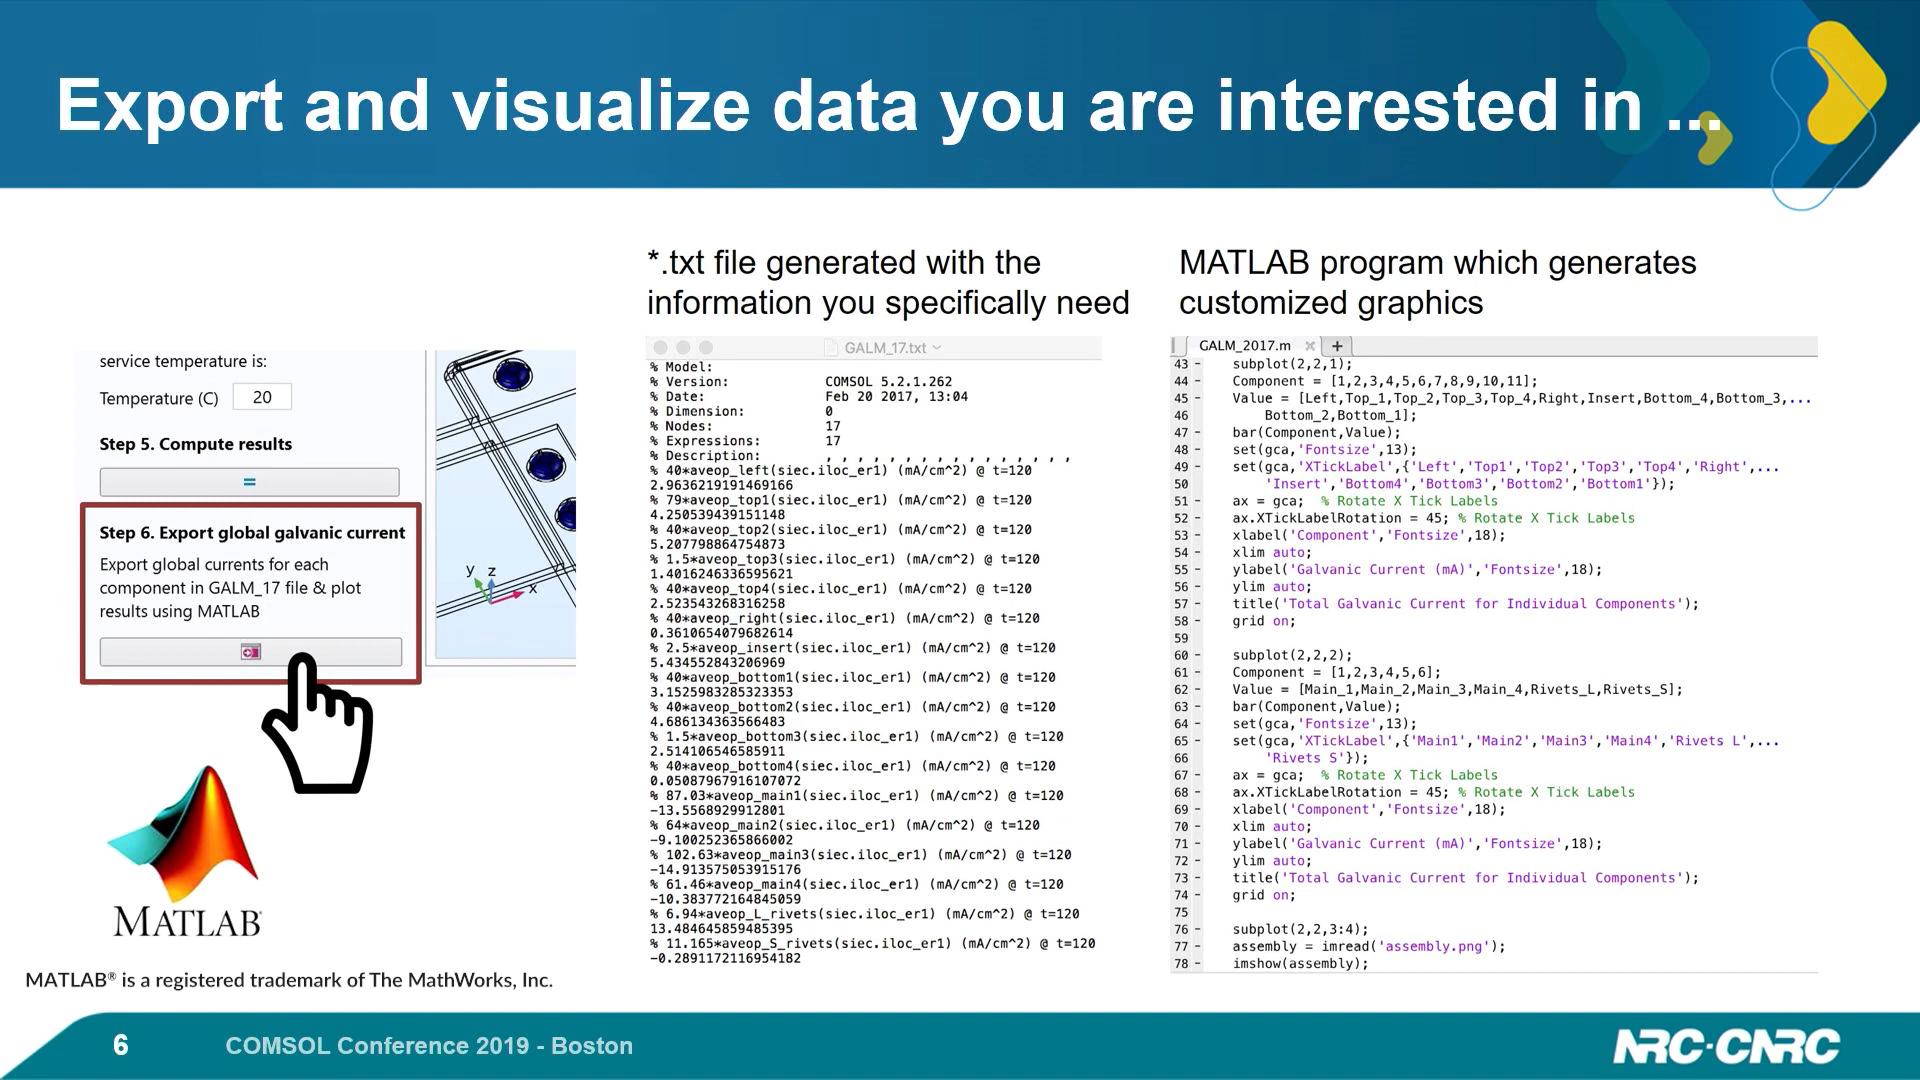 Export and visualize data you are interested in ...
service temperature is:
Temperature (C) 20
Step 5. Compute results
=
Step 6. Export global galvanic current
Export global currents for each
component in GALM_17 file & plot
results using MATLAB
y z
x
MATLAB
MATLAB® is a registered trademark of The MathWorks, Inc.
*.txt file generated with the
information you specifically need
GALM_17.txt
% Model:
% Version: COMSOL 5.2.1.262
% Date: Feb 20 2017, 13:04
% Dimension: 0
% Nodes: 17
% Expressions: 17
% Description: , , , , , , , , , , , , , , , ,
% 40*aveop_left(siec.iloc_er1) (mA/cm^2) @ t=120
2.9636219191469166
% 79*aveop_top1(siec.iloc_er1) (mA/cm^2) @ t=120
4.250539439151148
% 40*aveop_top2(siec.iloc_er1) (mA/cm^2) @ t=120
5.207798864754873
% 1.5*aveop_top3(siec.iloc_er1) (mA/cm^2) @ t=120
1.4016246336595621
% 40*aveop_top4(siec.iloc_er1) (mA/cm^2) @ t=120
2.523543268316258
% 40*aveop_right(siec.iloc_er1) (mA/cm^2) @ t=120
0.3610654079682614
% 2.5*aveop_insert(siec.iloc_er1) (mA/cm^2) @ t=120
5.434552843206969
% 40*aveop_bottom1(siec.iloc_er1) (mA/cm^2) @ t=120
3.1525983285323353
% 40*aveop_bottom2(siec.iloc_er1) (mA/cm^2) @ t=120
4.686134363566483
% 1.5*aveop_bottom3(siec.iloc_er1) (mA/cm^2) @ t=120
2.514106546585911
% 40*aveop_bottom4(siec.iloc_er1) (mA/cm^2) @ t=120
0.05087967916107072
% 87.03*aveop_main1(siec.iloc_er1) (mA/cm^2) @ t=120
-13.5568929912801
% 64*aveop_main2(siec.iloc_er1) (mA/cm^2) @ t=120
-9.100252365866002
% 102.63*aveop_main3(siec.iloc_er1) (mA/cm^2) @ t=120
-14.913575053915176
% 61.46*aveop_main4(siec.iloc_er1) (mA/cm^2) @ t=120
-10.383772164845059
% 6.94*aveop_L_rivets(siec.iloc_er1) (mA/cm^2) @ t=120
13.484645859485395
% 11.165*aveop_S_rivets(siec.iloc_er1) (mA/cm^2) @ t=120
-0.2891172116954182
MATLAB program which generates
customized graphics
GALM_2017.m × +
43 - subplot(2,2,1);
44 - Component = [1,2,3,4,5,6,7,8,9,10,11];
45 - Value = [Left,Top_1,Top_2,Top_3,Top_4,Right,Insert,Bottom_4,Bottom_3,...
46 Bottom_2,Bottom_1];
47 - bar(Component,Value);
48 - set(gca,'Fontsize',13);
49 - set(gca,'XTickLabel',{'Left','Top1','Top2','Top3','Top4','Right',...
50 'Insert','Bottom4','Bottom3','Bottom2','Bottom1'});
51 - ax = gca; % Rotate X Tick Labels
52 - ax.XTickLabelRotation = 45; % Rotate X Tick Labels
53 - xlabel('Component','Fontsize',18);
54 - xlim auto;
55 - ylabel('Galvanic Current (mA)','Fontsize',18);
56 - ylim auto;
57 - title('Total Galvanic Current for Individual Components');
58 - grid on;
59
60 - subplot(2,2,2);
61 - Component = [1,2,3,4,5,6];
62 - Value = [Main_1,Main_2,Main_3,Main_4,Rivets_L,Rivets_S];
63 - bar(Component,Value);
64 - set(gca,'Fontsize',13);
65 - set(gca,'XTickLabel',{'Main1','Main2','Main3','Main4','Rivets L',...
66 'Rivets S'});
67 - ax = gca; % Rotate X Tick Labels
68 - ax.XTickLabelRotation = 45; % Rotate X Tick Labels
69 - xlabel('Component','Fontsize',18);
70 - xlim auto;
71 - ylabel('Galvanic Current (mA)','Fontsize',18);
72 - ylim auto;
73 - title('Total Galvanic Current for Individual Components');
74 - grid on;
75
76 - subplot(2,2,3:4);
77 - assembly = imread('assembly.png');
78 - imshow(assembly);
6 COMSOL Conference 2019 - Boston
NRC·CNRC